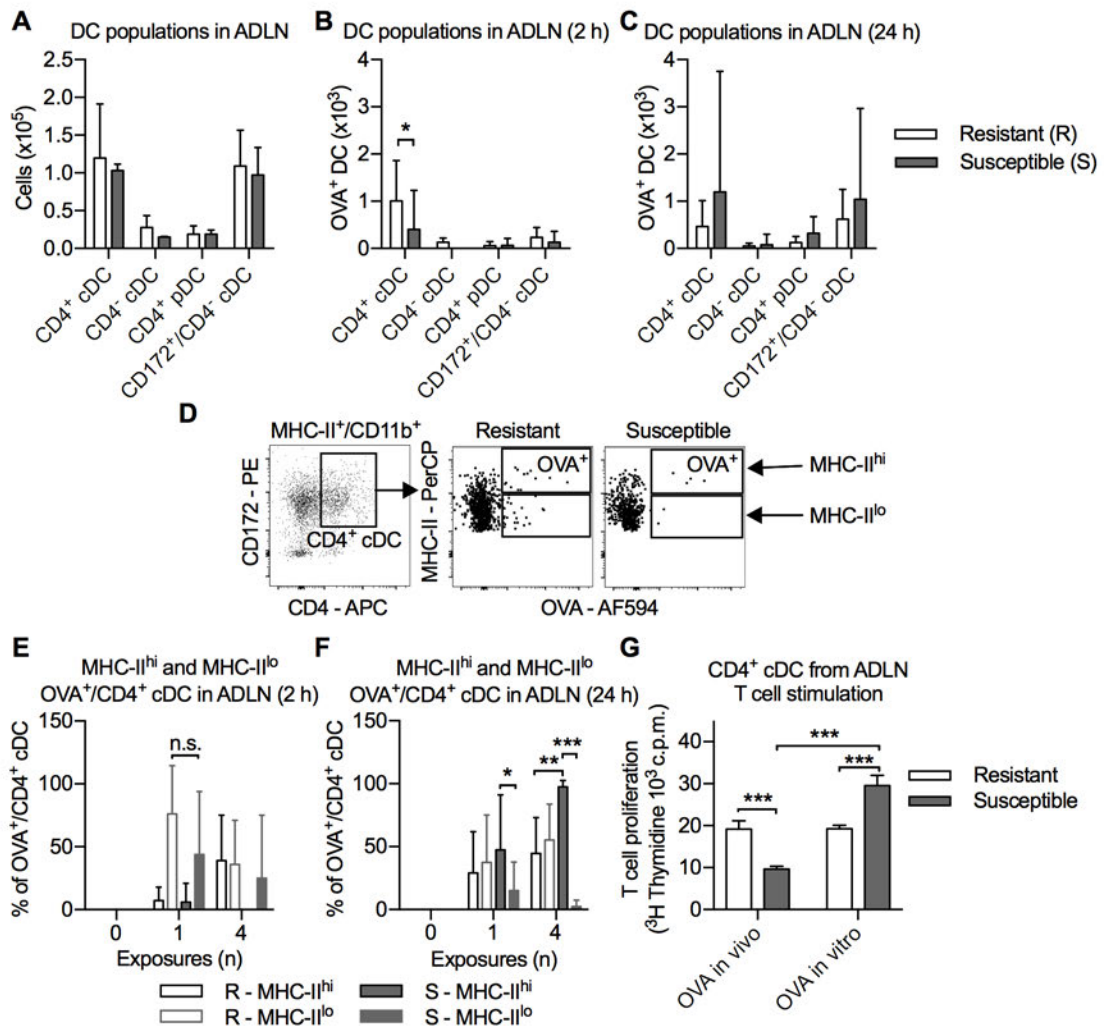 A
DC populations in ADLN
Cells (x10⁵)
2.5
2.0
1.5
1.0
0.5
0.0
CD4⁺ cDC
CD4⁻ cDC
CD4⁺ pDC
CD172⁺/CD4⁻ cDC
B
DC populations in ADLN (2 h)
OVA⁺ DC (x10³)
4
3
2
1
0
*
CD4⁺ cDC
CD4⁻ cDC
CD4⁺ pDC
CD172⁺/CD4⁻ cDC
C
DC populations in ADLN (24 h)
OVA⁺ DC (x10³)
4
3
2
1
0
CD4⁺ cDC
CD4⁻ cDC
CD4⁺ pDC
CD172⁺/CD4⁻ cDC
Resistant (R)
Susceptible (S)
D
MHC-II⁺/CD11b⁺
CD172 - PE
CD4⁺ cDC
CD4 - APC
Resistant
Susceptible
MHC-II - PerCP
OVA⁺
OVA⁺
OVA - AF594
MHC-IIʰⁱ
MHC-IIˡᵒ
E
MHC-IIʰⁱ and MHC-IIˡᵒ
OVA⁺/CD4⁺ cDC in ADLN (2 h)
% of OVA⁺/CD4⁺ cDC
150
100
50
0
n.s.
0
1
4
Exposures (n)
F
MHC-IIʰⁱ and MHC-IIˡᵒ
OVA⁺/CD4⁺ cDC in ADLN (24 h)
% of OVA⁺/CD4⁺ cDC
150
100
50
0
*
**
***
0
1
4
Exposures (n)
R - MHC-IIʰⁱ
S - MHC-IIʰⁱ
R - MHC-IIˡᵒ
S - MHC-IIˡᵒ
G
CD4⁺ cDC from ADLN
T cell stimulation
T cell proliferation
(³H Thymidine 10³ c.p.m.)
40
30
20
10
0
***
***
***
OVA in vivo
OVA in vitro
Resistant
Susceptible